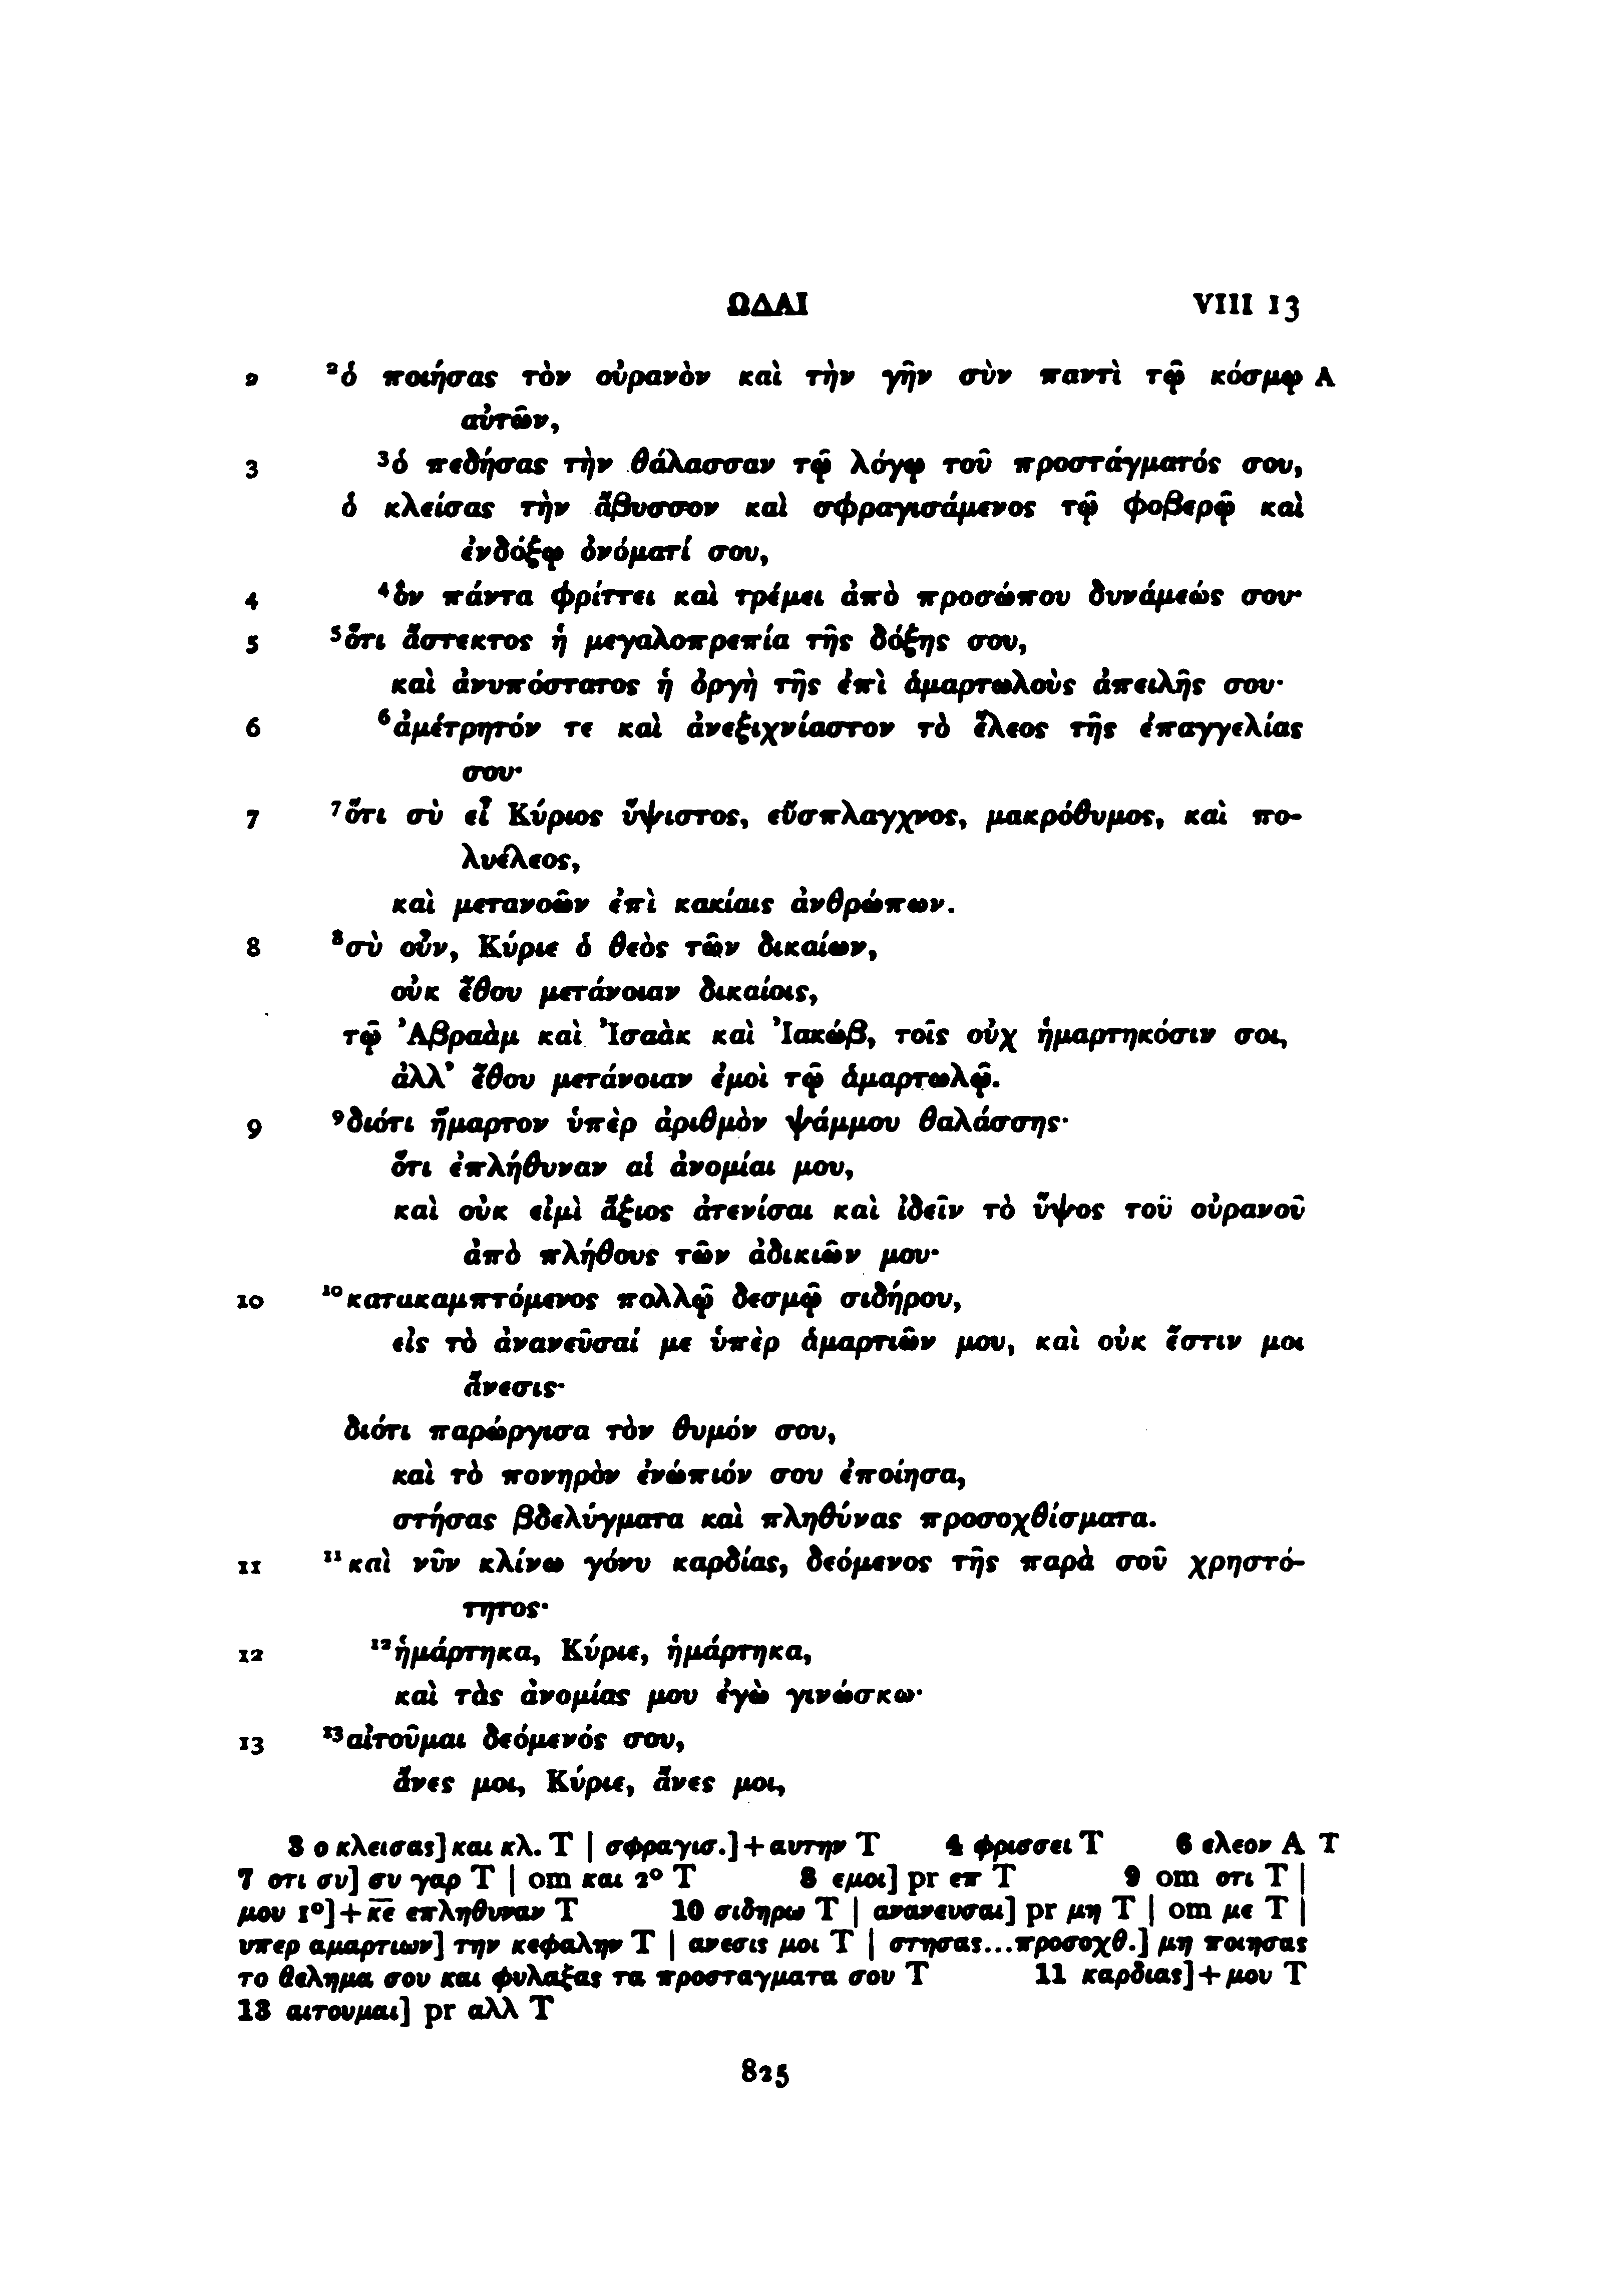 ΩΔΑΙ VIII 13
2 ²ὁ ποιήσας τὸν οὐρανὸν καὶ τὴν γῆν σὺν παντὶ τῷ κόσμῳ A
αὐτῶν,
3 ³ὁ πεδήσας τὴν θάλασσαν τῷ λόγῳ τοῦ προστάγματός σου,
ὁ κλείσας τὴν ἄβυσσον καὶ σφραγισάμενος τῷ φοβερῷ καὶ
ἐνδόξῳ ὀνόματί σου,
4 ⁴ὃν πάντα φρίττει καὶ τρέμει ἀπὸ προσώπου δυνάμεώς σου·
5 ⁵ὅτι ἄστεκτος ἡ μεγαλοπρεπία τῆς δόξης σου,
καὶ ἀνυπόστατος ἡ ὀργὴ τῆς ἐπὶ ἁμαρτωλοὺς ἀπειλῆς σου·
6 ⁶ἀμέτρητόν τε καὶ ἀνεξιχνίαστον τὸ ἔλεος τῆς ἐπαγγελίας
σου·
7 ⁷ὅτι σὺ εἶ Κύριος ὕψιστος, εὔσπλαγχνος, μακρόθυμος, καὶ πο-
λυέλεος,
καὶ μετανοῶν ἐπὶ κακίαις ἀνθρώπων.
8 ⁸σὺ οὖν, Κύριε ὁ θεὸς τῶν δικαίων,
οὐκ ἔθου μετάνοιαν δικαίοις,
τῷ Ἀβραὰμ καὶ Ἰσαὰκ καὶ Ἰακώβ, τοῖς οὐχ ἡμαρτηκόσιν σοι,
ἀλλ᾽ ἔθου μετάνοιαν ἐμοὶ τῷ ἁμαρτωλῷ.
9 ⁹διότι ἥμαρτον ὑπὲρ ἀριθμὸν ψάμμου θαλάσσης·
ὅτι ἐπλήθυναν αἱ ἀνομίαι μου,
καὶ οὐκ εἰμὶ ἄξιος ἀτενίσαι καὶ ἰδεῖν τὸ ὕψος τοῦ οὐρανοῦ
ἀπὸ πλήθους τῶν ἀδικιῶν μου·
10 ¹⁰κατακαμπτόμενος πολλῷ δεσμῷ σιδήρου,
εἰς τὸ ἀνανεῦσαί με ὑπὲρ ἁμαρτιῶν μου, καὶ οὐκ ἔστιν μοι
ἄνεσις·
διότι παρώργισα τὸν θυμόν σου,
καὶ τὸ πονηρὸν ἐνώπιόν σου ἐποίησα,
στήσας βδελύγματα καὶ πληθύνας προσοχθίσματα.
11 ¹¹καὶ νῦν κλίνω γόνυ καρδίας, δεόμενος τῆς παρὰ σοῦ χρηστό-
τητος·
12 ¹²ἡμάρτηκα, Κύριε, ἡμάρτηκα,
καὶ τὰς ἀνομίας μου ἐγὼ γινώσκω·
13 ¹³αἰτοῦμαι δεόμενός σου,
ἄνες μοι, Κύριε, ἄνες μοι,
3 ο κλεισας] και κλ. T | σφραγισ.] + αυτην T 4 φρισσει T 6 ελεον A T
7 οτι συ] συ γαρ T | om και 2° T 8 εμοι] pr επ T 9 om οτι T |
μου 1°] + κ̅ε̅ επληθυναν T 10 σιδηρω T | ανανευσαι] pr μη T | om με T |
υπερ αμαρτιων] την κεφαλην T | ανεσις μοι T | στησας...προσοχθ.] μη ποιησας
το θελημα σου και φυλαξας τα προσταγματα σου T 11 καρδιας] + μου T
13 αιτουμαι] pr αλλ T
825